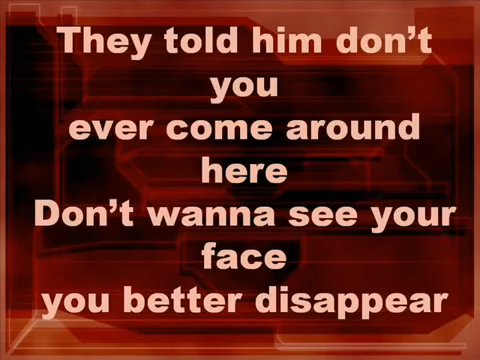 They told him don’t
you
ever come around
here
Don’t wanna see your
face
you better disappear